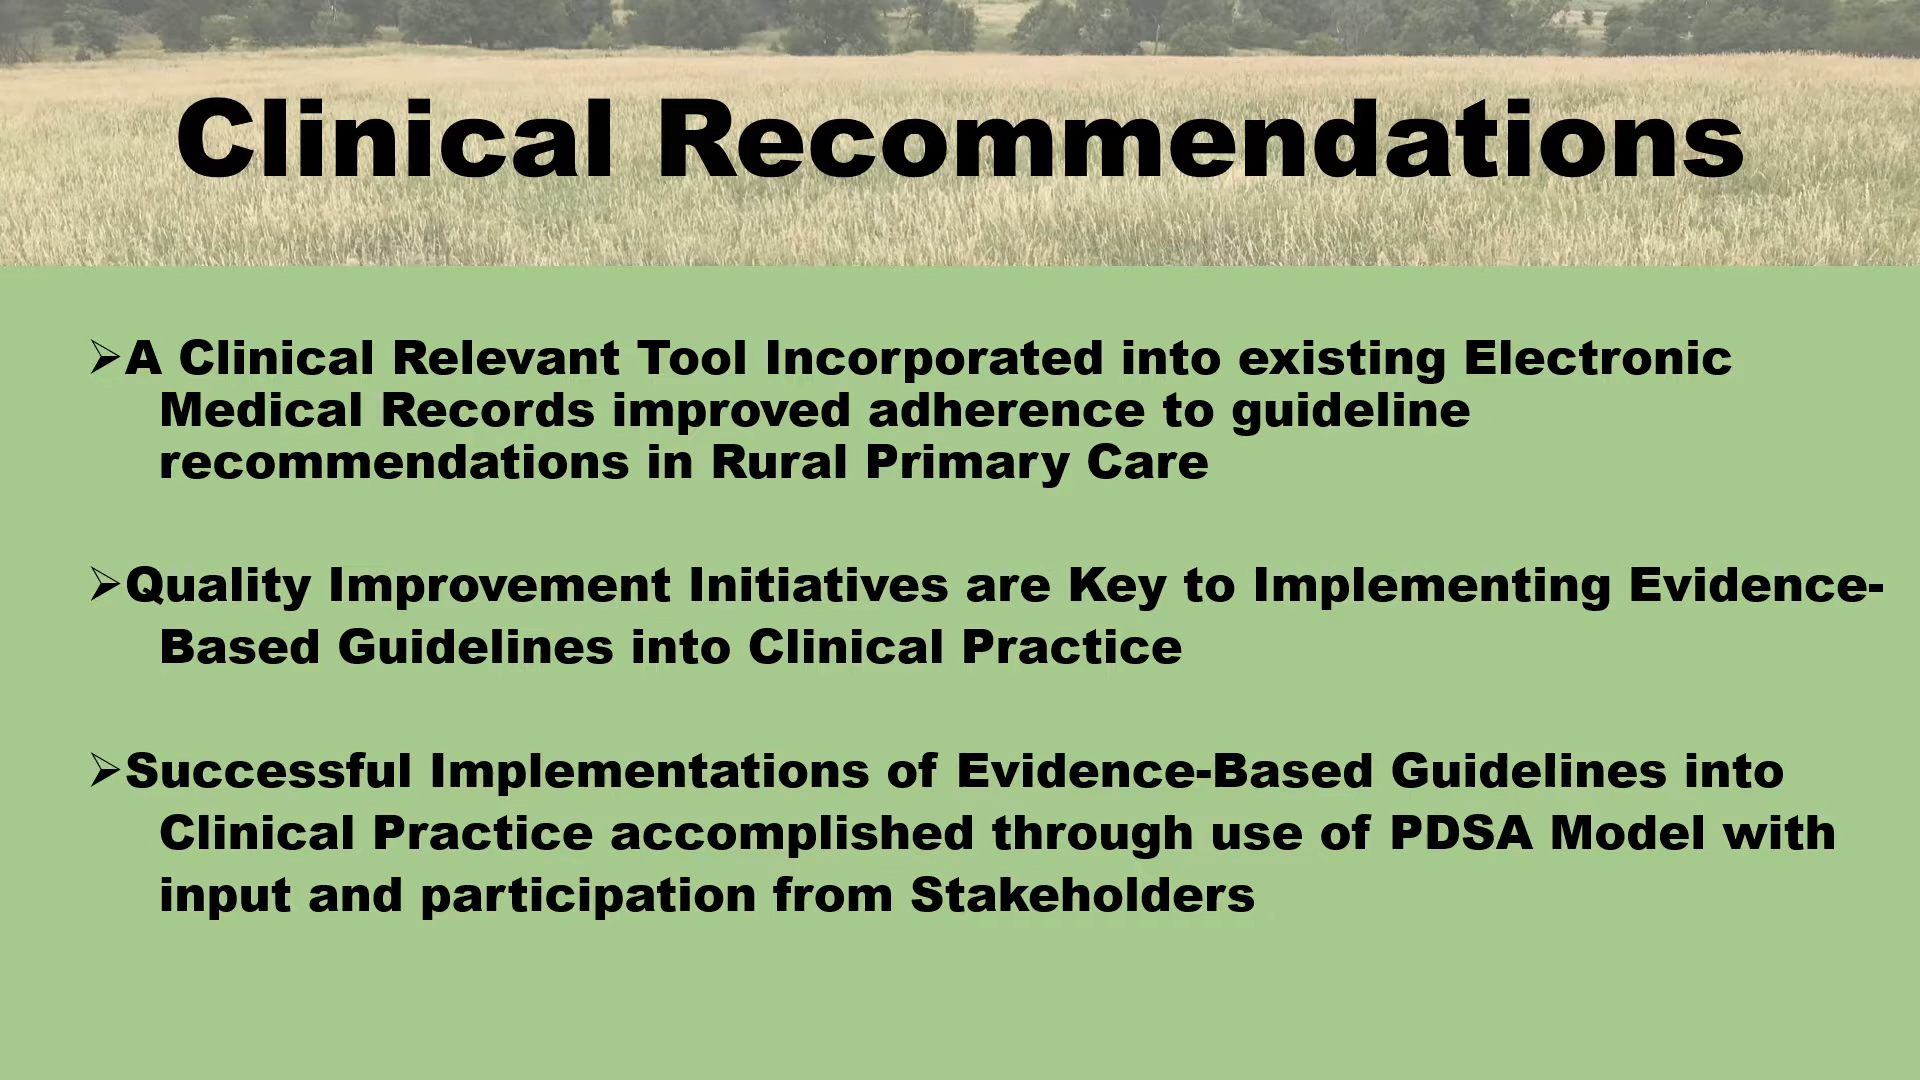 Clinical Recommendations
➢A Clinical Relevant Tool Incorporated into existing Electronic
Medical Records improved adherence to guideline
recommendations in Rural Primary Care
➢Quality Improvement Initiatives are Key to Implementing Evidence-
Based Guidelines into Clinical Practice
➢Successful Implementations of Evidence-Based Guidelines into
Clinical Practice accomplished through use of PDSA Model with
input and participation from Stakeholders